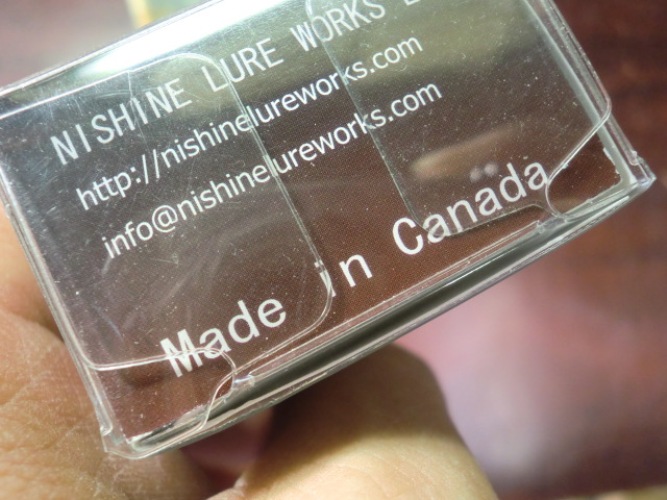 NISHINE LURE WORKS
http://nishinelureworks.com
info@nishinelureworks.com
Made in Canada